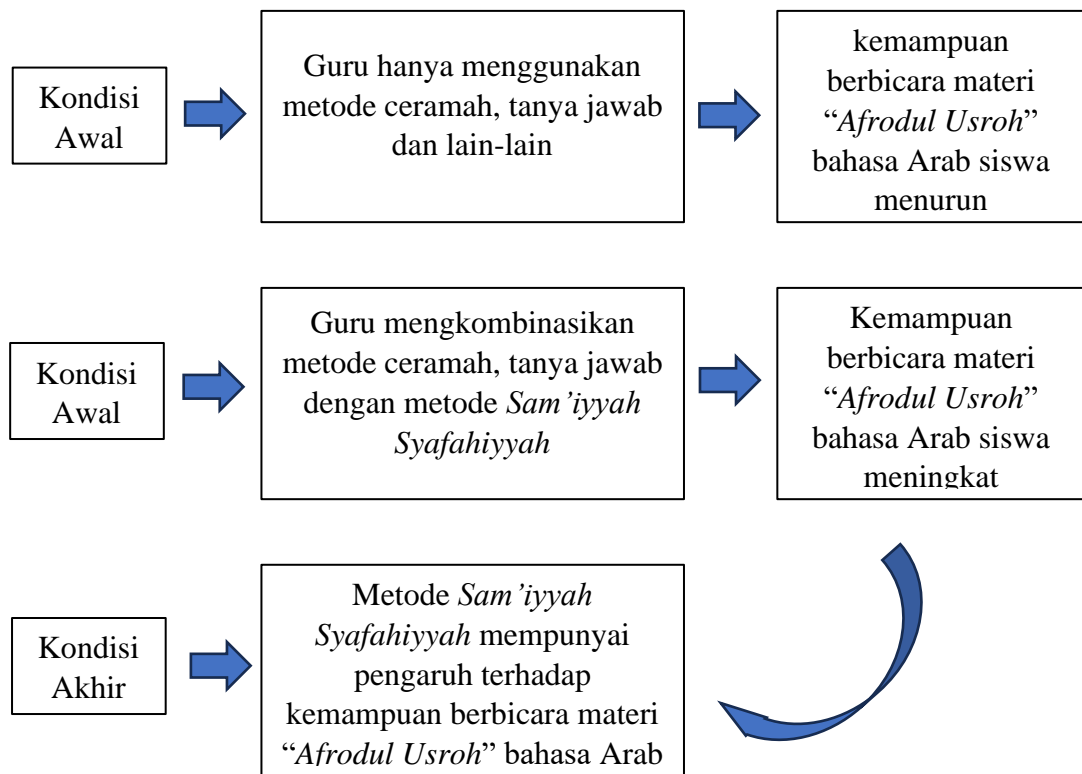 Kondisi
Awal
Guru hanya menggunakan
metode ceramah, tanya jawab
dan lain-lain
kemampuan
berbicara materi
“Afrodul Usroh”
bahasa Arab siswa
menurun
Kondisi
Awal
Guru mengkombinasikan
metode ceramah, tanya jawab
dengan metode Sam’iyyah
Syafahiyyah
Kemampuan
berbicara materi
“Afrodul Usroh”
bahasa Arab siswa
meningkat
Kondisi
Akhir
Metode Sam’iyyah
Syafahiyyah mempunyai
pengaruh terhadap
kemampuan berbicara materi
“Afrodul Usroh” bahasa Arab